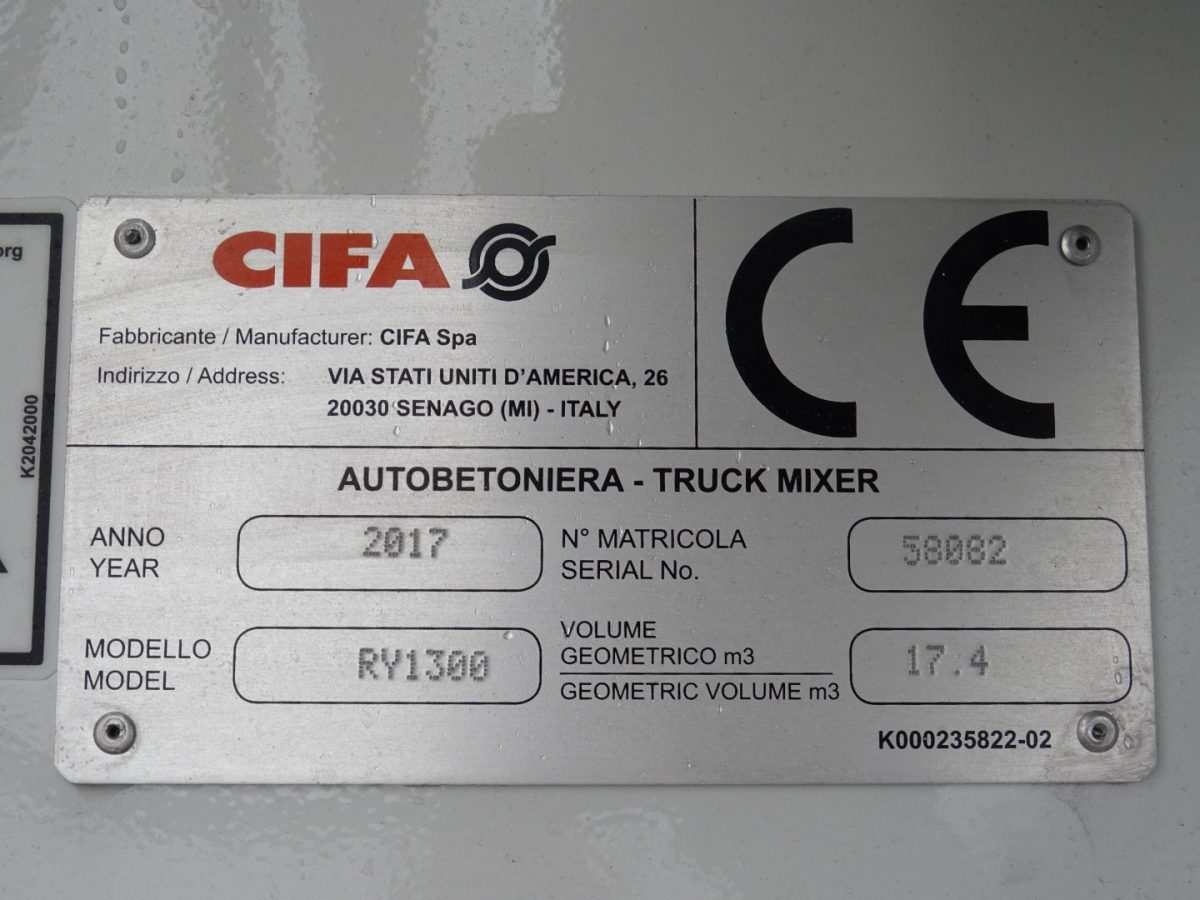 org
K2042000
CIFA
CE
Fabbricante / Manufacturer: CIFA Spa
Indirizzo / Address: VIA STATI UNITI D'AMERICA, 26
20030 SENAGO (MI) - ITALY
AUTOBETONIERA - TRUCK MIXER
ANNO
YEAR
2017
N° MATRICOLA
SERIAL No.
58082
MODELLO
MODEL
RY1300
VOLUME
GEOMETRICO m3
GEOMETRIC VOLUME m3
17.4
K000235822-02